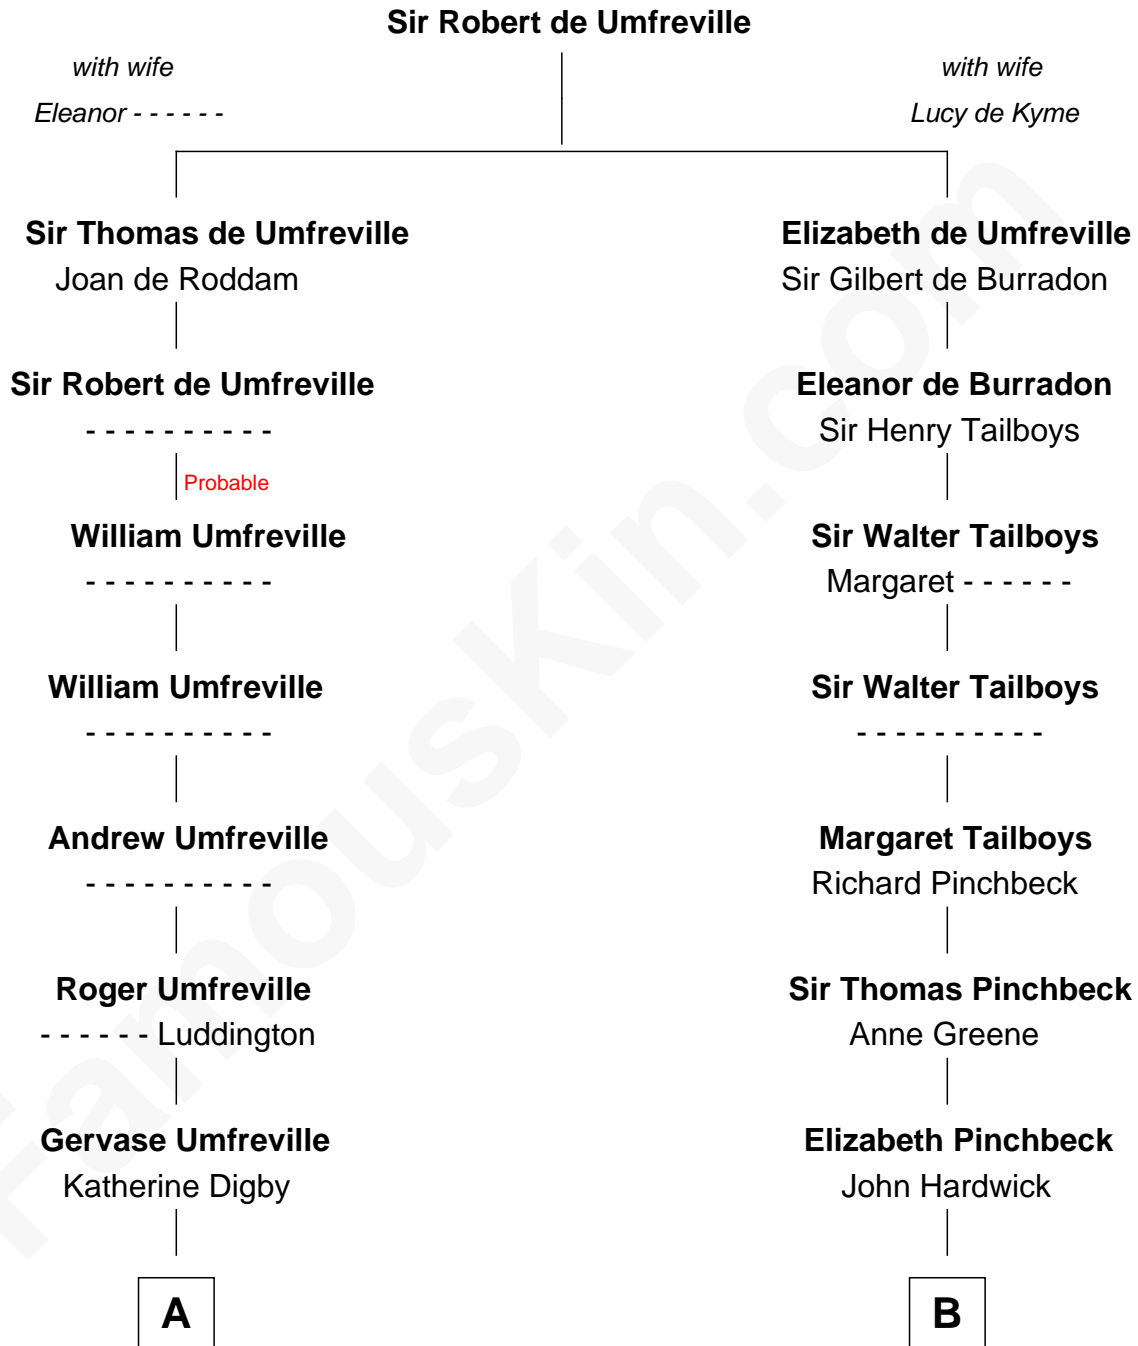 Sir Robert de Umfreville
with wife
Eleanor - - - - - -
with wife
Lucy de Kyme
Sir Thomas de Umfreville
Joan de Roddam
Elizabeth de Umfreville
Sir Gilbert de Burradon
Sir Robert de Umfreville
- - - - - - - - - -
Eleanor de Burradon
Sir Henry Tailboys
Probable
William Umfreville
- - - - - - - - - -
Sir Walter Tailboys
Margaret - - - - - -
William Umfreville
- - - - - - - - - -
Sir Walter Tailboys
- - - - - - - - - -
Andrew Umfreville
- - - - - - - - - -
Margaret Tailboys
Richard Pinchbeck
Roger Umfreville
- - - - - - Luddington
Sir Thomas Pinchbeck
Anne Greene
Gervase Umfreville
Katherine Digby
Elizabeth Pinchbeck
John Hardwick
A
B
FamousKin.com